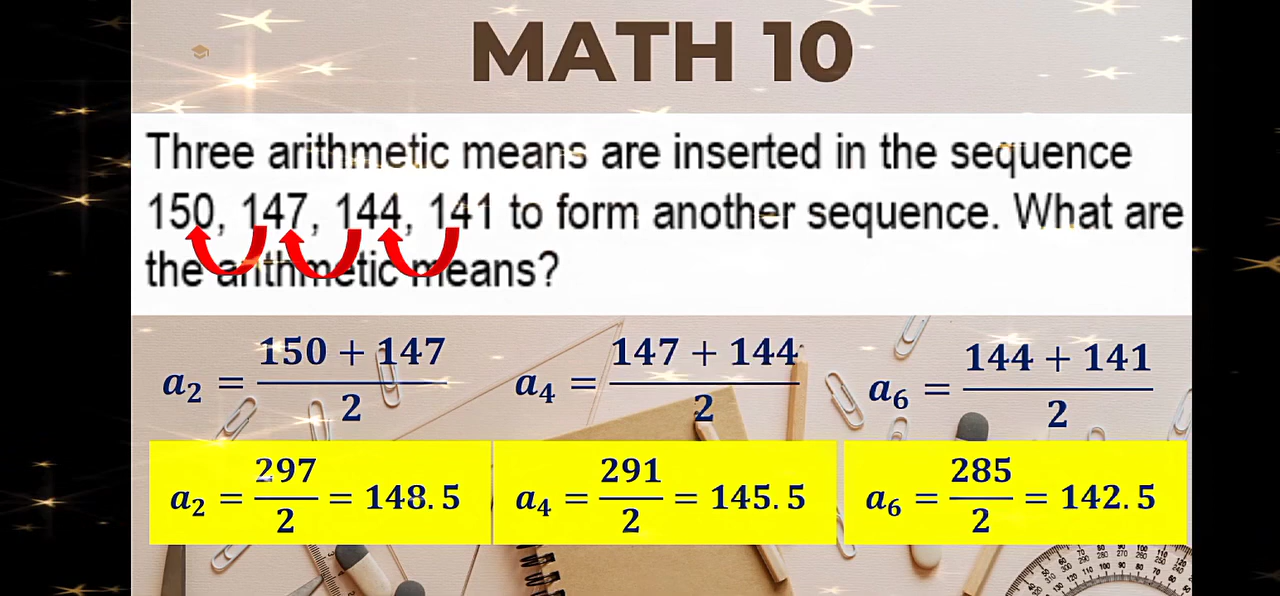 MATH 10
Three arithmetic means are inserted in the sequence
150, 147, 144, 141 to form another sequence. What are
the arithmetic means?
a₂ = (150 + 147)/2
a₄ = (147 + 144)/2
a₆ = (144 + 141)/2
a₂ = 297/2 = 148.5
a₄ = 291/2 = 145.5
a₆ = 285/2 = 142.5